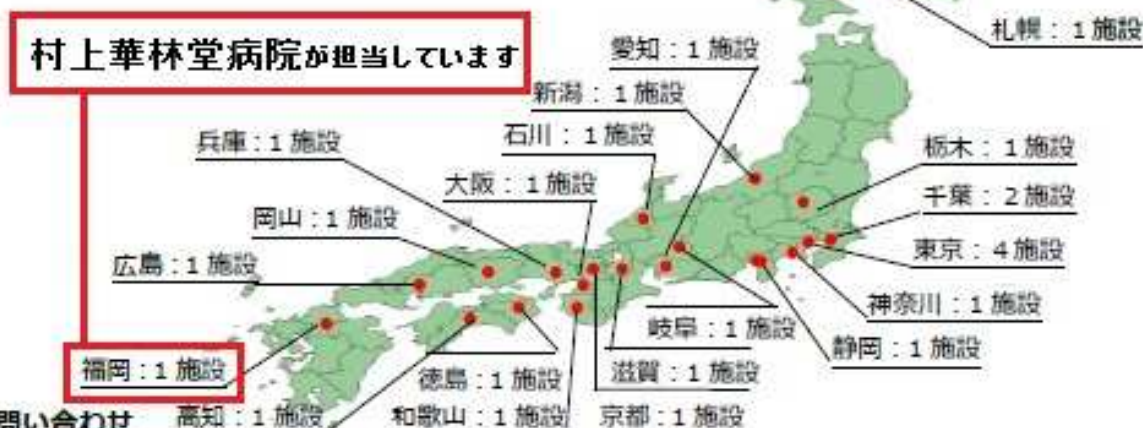 札幌：1 施設
村上華林堂病院が担当しています
愛知：1 施設
新潟：1 施設
石川：1 施設
兵庫：1 施設
栃木：1 施設
大阪：1 施設
千葉：2 施設
岡山：1 施設
東京：4 施設
広島：1 施設
神奈川：1 施設
岐阜：1 施設
静岡：1 施設
福岡：1 施設
徳島：1 施設
滋賀：1 施設
問い合わせ
高知：1 施設
和歌山：1 施設
京都：1 施設